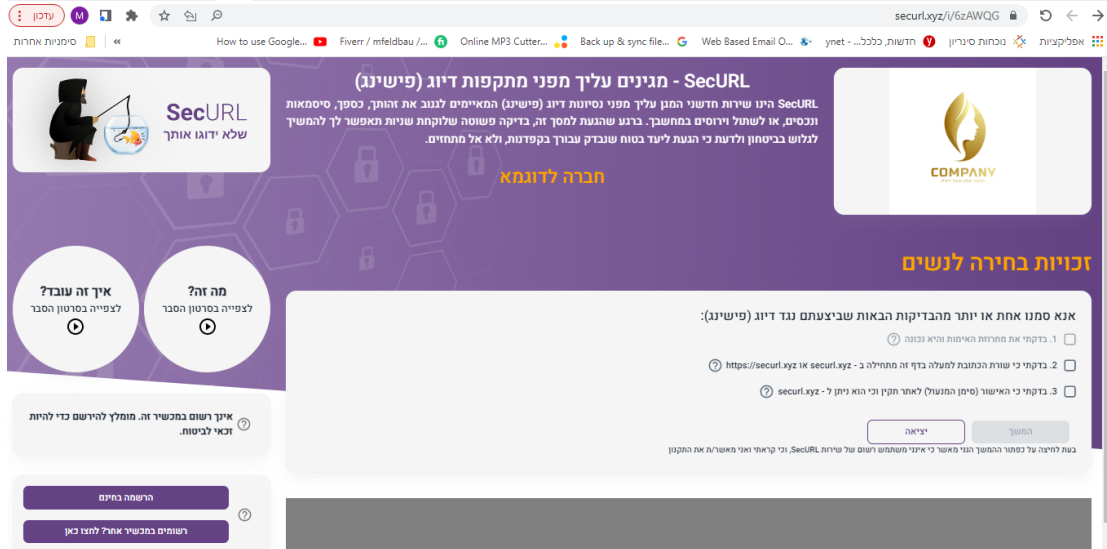 עדכון
M
securl.xyz/i/6zAWQG
אפליקציות
נוכחות סינריון
ynet - חדשות, כלכל...
Web Based Email O...
Back up & sync file...
Online MP3 Cutter...
Fiverr / mfeldbau /...
How to use Google...
»
סימניות אחרות
SecURL
שלא ידוגו אותך
SecURL - מגינים עליך מפני מתקפות דיוג (פישינג)
SecURL הינו שירות חדשני המגן עליך מפני נסיונות דיוג (פישינג) המאיימים לגנוב את זהותך, כספך, סיסמאות
ונכסים, או לשתול וירוסים במחשבך. ברגע שהגעת למסך זה, בדיקה פשוטה שלוקחת שניות תאפשר לך להמשיך
לגלוש בביטחון ולדעת כי הגעת ליעד בטוח שנבדק עבורך בקפדנות, ולא אל מתחזים.
חברה לדוגמא
COMPANY
זכויות בחירה לנשים
מה זה?
לצפייה בסרטון הסבר
איך זה עובד?
לצפייה בסרטון הסבר
אנא סמנו אחת או יותר מהבדיקות הבאות שביצעתם נגד דיוג (פישינג):
1. בדקתי את מחרוזת האימות והיא נכונה ?
2. בדקתי כי שורת הכתובת למעלה בדף זה מתחילה ב - securl.xyz או https://securl.xyz ?
3. בדקתי כי האישור (סימן המנעול) לאתר תקין וכי הוא ניתן ל - securl.xyz ?
המשך
יציאה
בעת לחיצה על כפתור ההמשך הנני מאשר כי אינני משתמש רשום של שירות SecURL, וכי קראתי ואני מאשר/ת את התקנון
? אינך רשום במכשיר זה. מומלץ להירשם כדי להיות
זכאי לביטוח.
הרשמה בחינם
?
רשומים במכשיר אחר? לחצו כאן